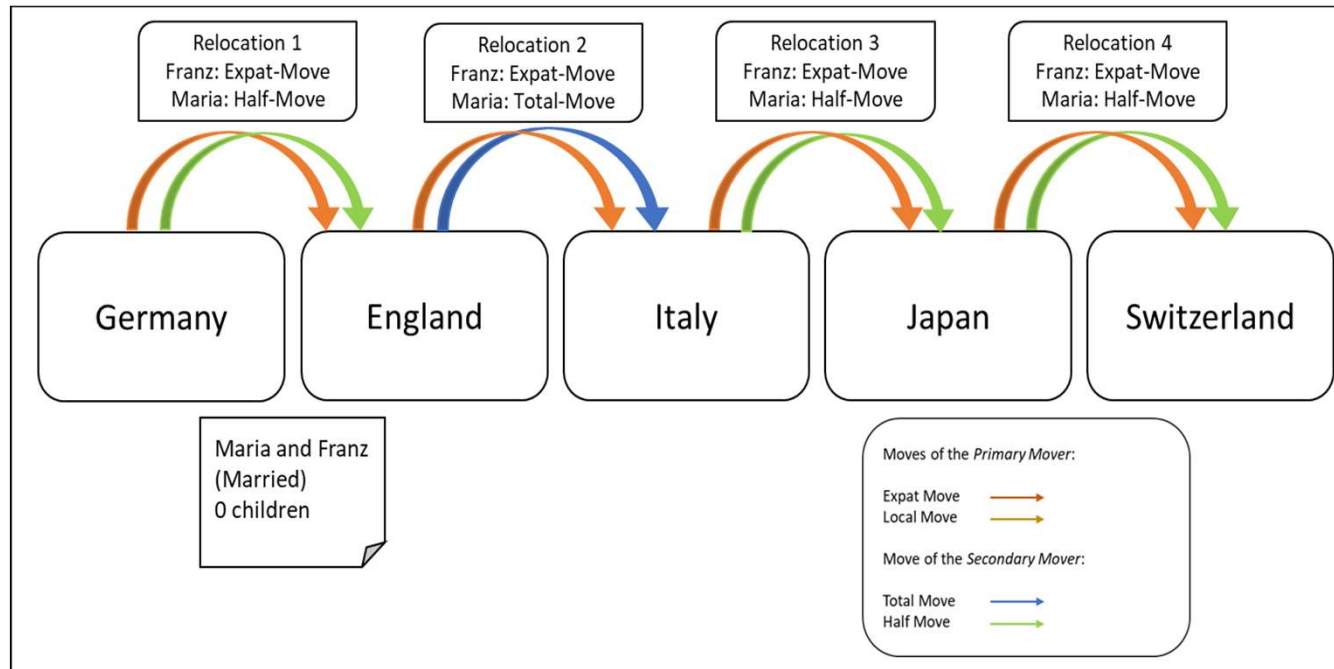 Relocation 1
Franz: Expat-Move
Maria: Half-Move
Relocation 2
Franz: Expat-Move
Maria: Total-Move
Relocation 3
Franz: Expat-Move
Maria: Half-Move
Relocation 4
Franz: Expat-Move
Maria: Half-Move
Germany
England
Italy
Japan
Switzerland
Maria and Franz
(Married)
0 children
Moves of the Primary Mover:
Expat Move
Local Move
Move of the Secondary Mover:
Total Move
Half Move